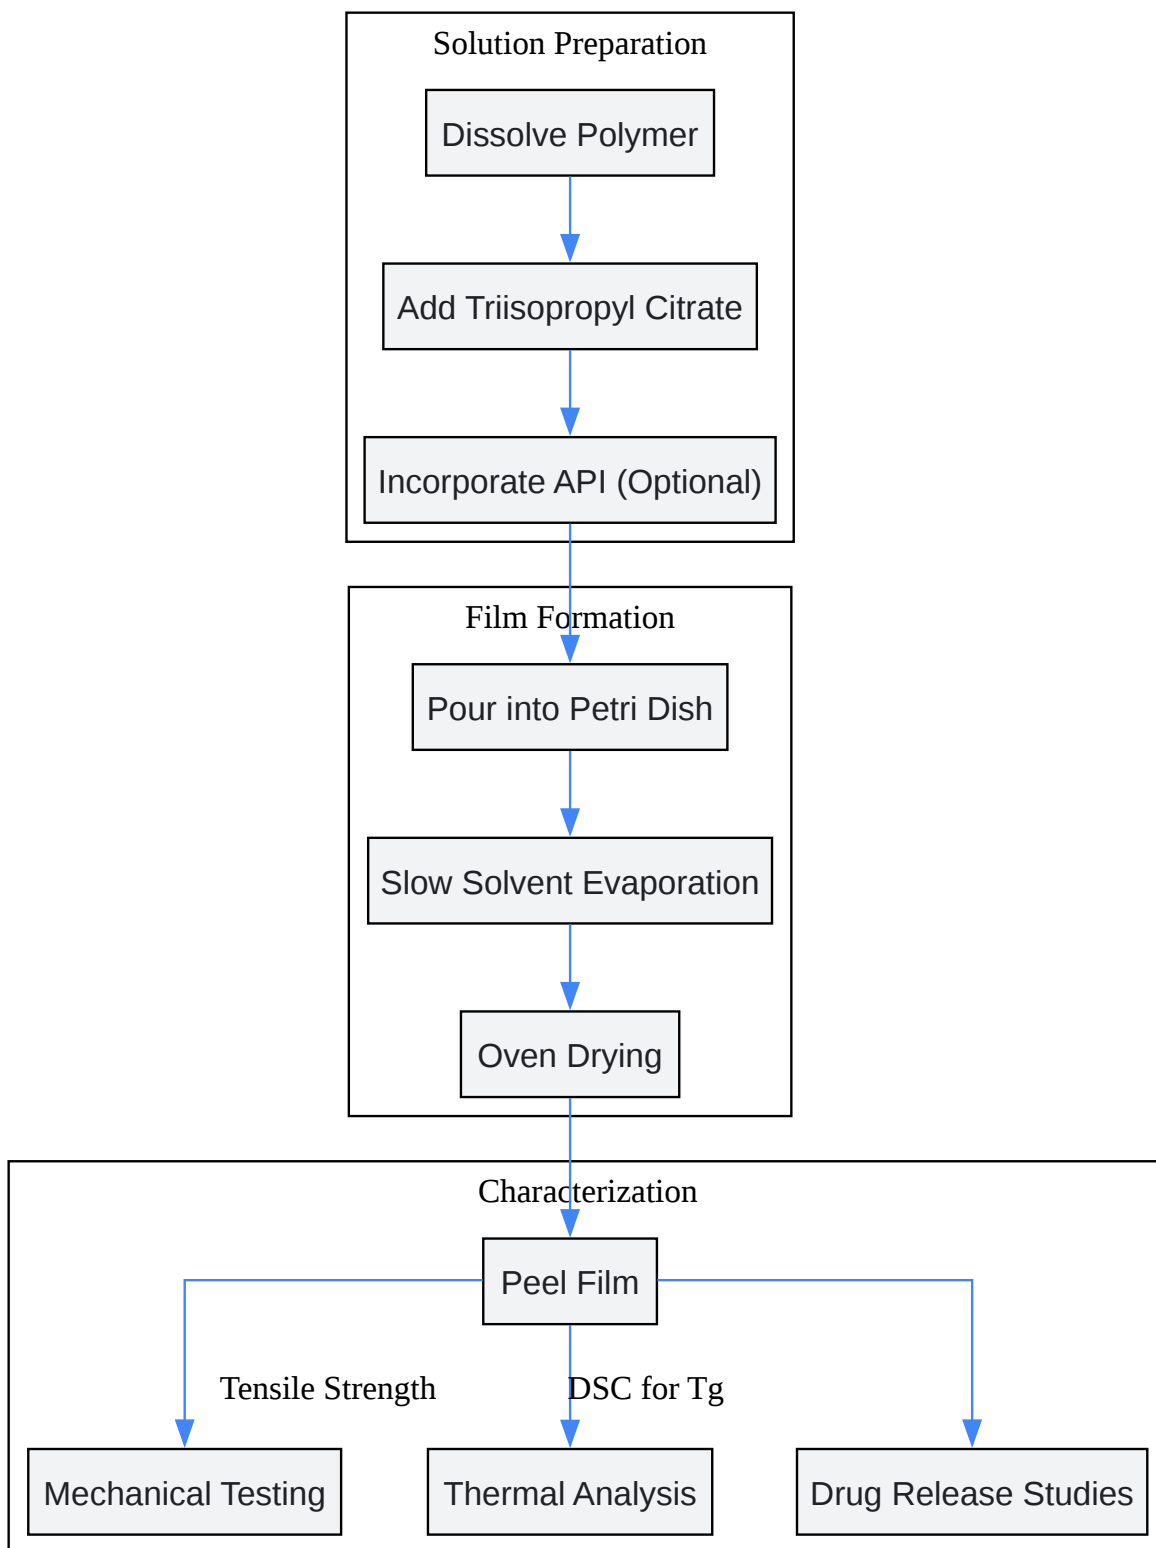 Solution Preparation
Dissolve Polymer
Add Triisopropyl Citrate
Incorporate API (Optional)
Film Formation
Pour into Petri Dish
Slow Solvent Evaporation
Oven Drying
Characterization
Peel Film
Tensile Strength
DSC for Tg
Mechanical Testing
Thermal Analysis
Drug Release Studies